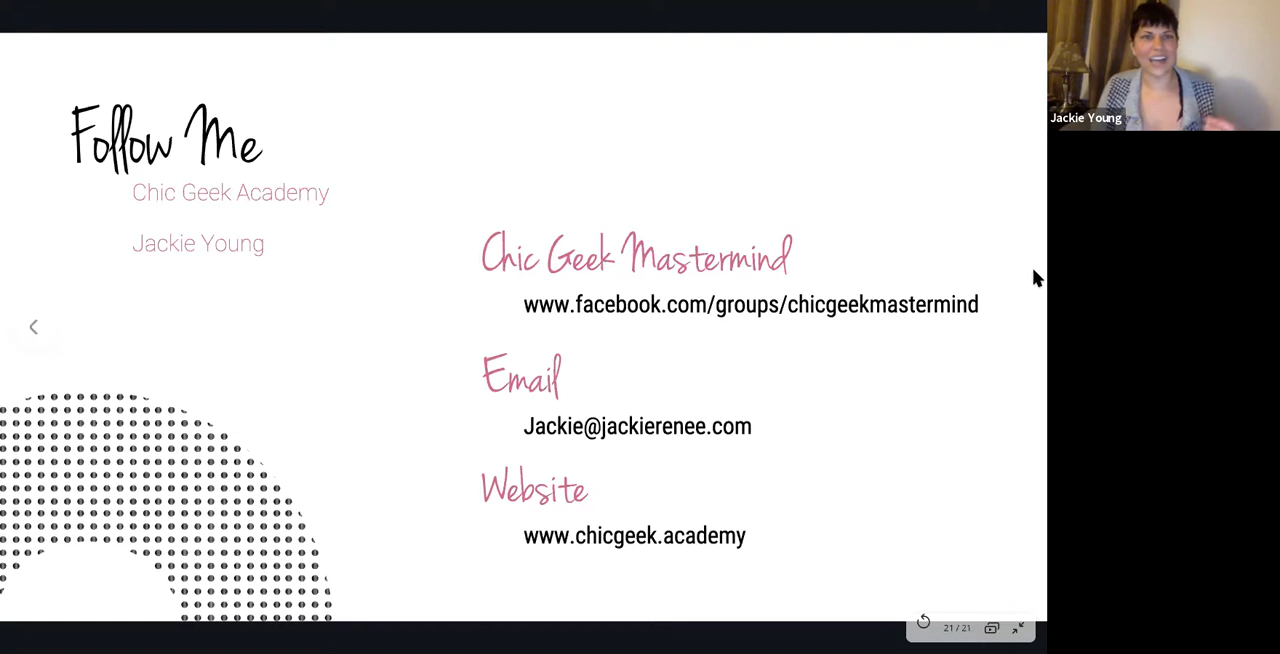 Follow Me
Chic Geek Academy
Jackie Young
Chic Geek Mastermind
www.facebook.com/groups/chicgeekmastermind
Email
Jackie@jackierenee.com
Website
www.chicgeek.academy
21 / 21
Jackie Young